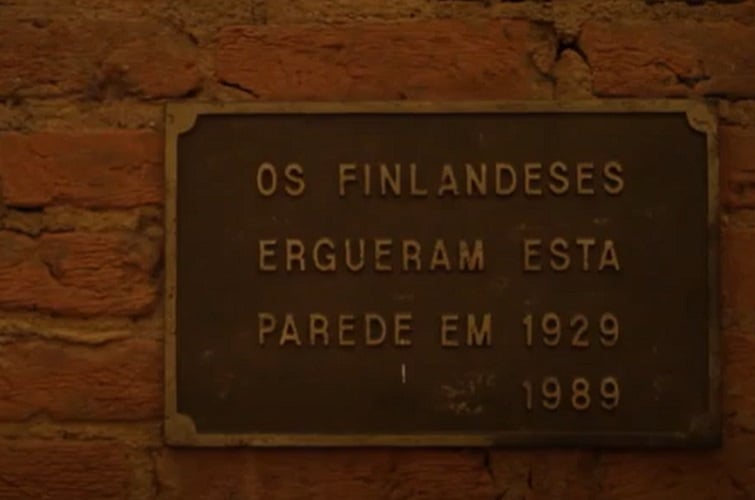 OS FINLANDESES
ERGUERAM ESTA
PAREDE EM 1929
1989